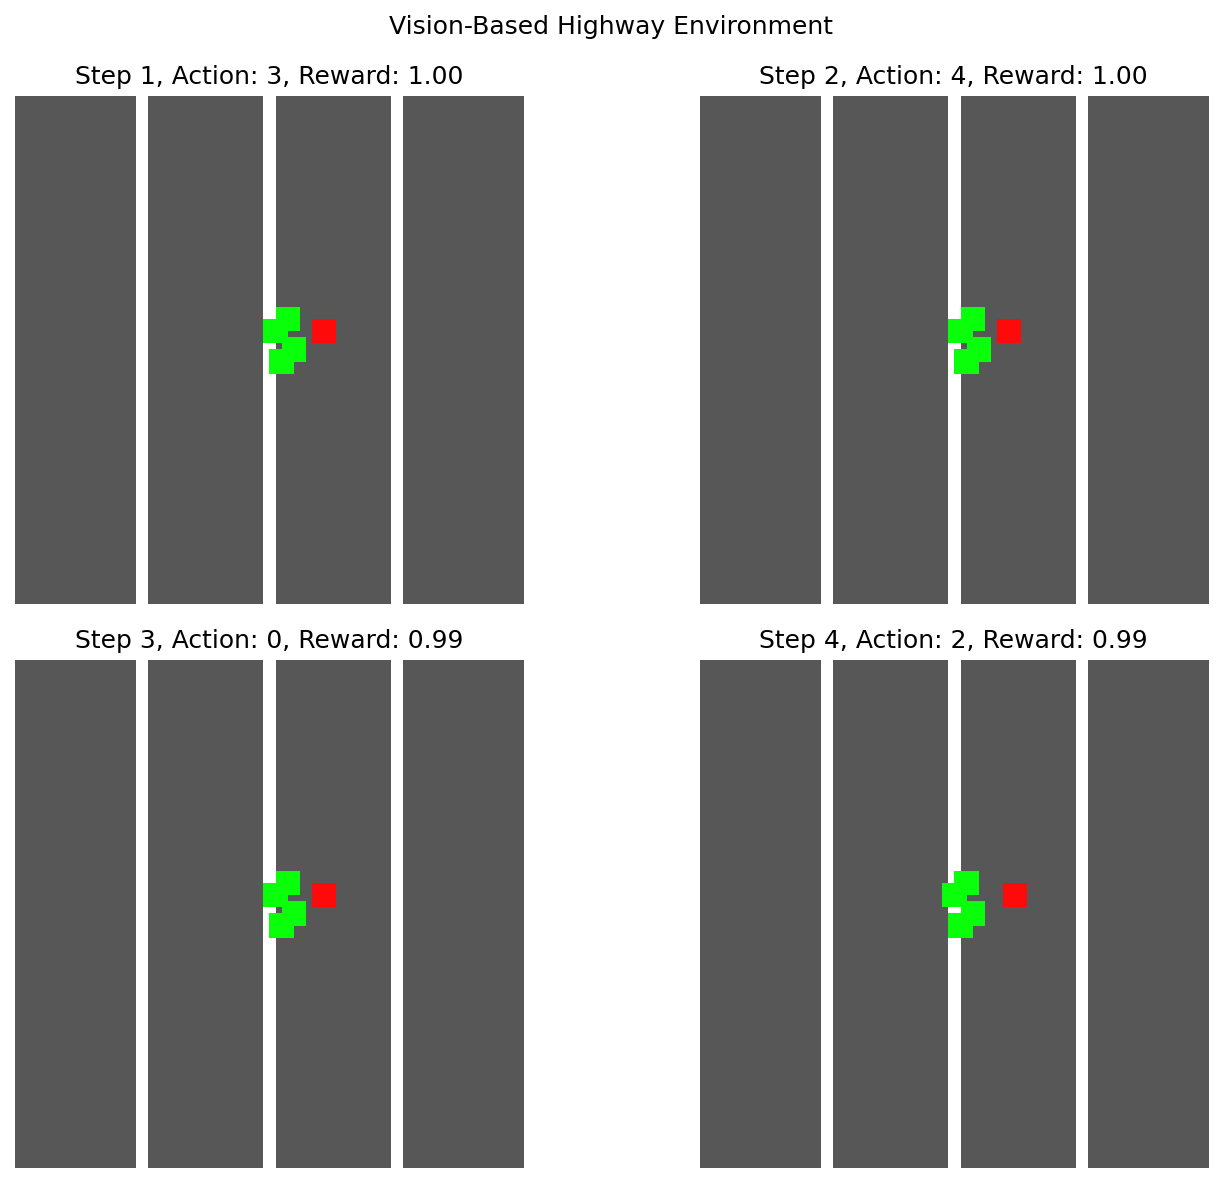 Vision-Based Highway Environment
Step 1, Action: 3, Reward: 1.00
Step 2, Action: 4, Reward: 1.00
Step 3, Action: 0, Reward: 0.99
Step 4, Action: 2, Reward: 0.99